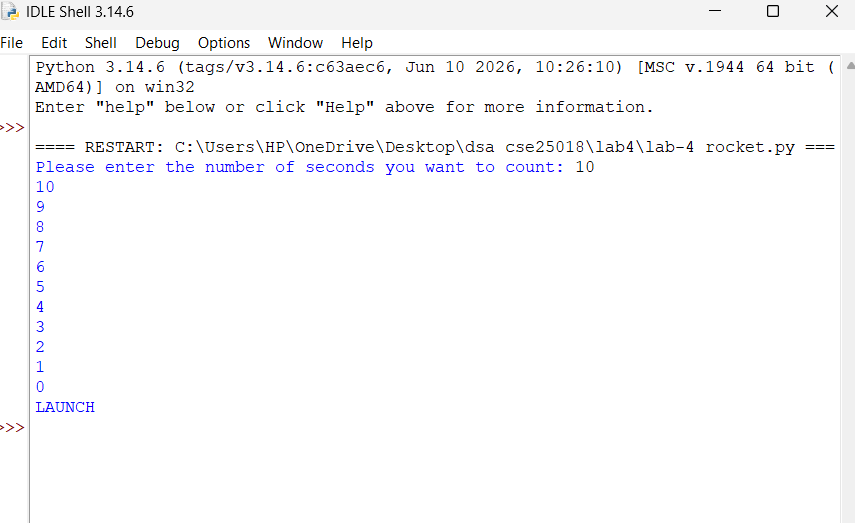 IDLE Shell 3.14.6
File Edit Shell Debug Options Window Help
Python 3.14.6 (tags/v3.14.6:c63aec6, Jun 10 2026, 10:26:10) [MSC v.1944 64 bit (
AMD64)] on win32
Enter "help" below or click "Help" above for more information.
>>>
==== RESTART: C:\Users\HP\OneDrive\Desktop\dsa cse25018\lab4\lab-4 rocket.py ===
Please enter the number of seconds you want to count: 10
10
9
8
7
6
5
4
3
2
1
0
LAUNCH
>>>